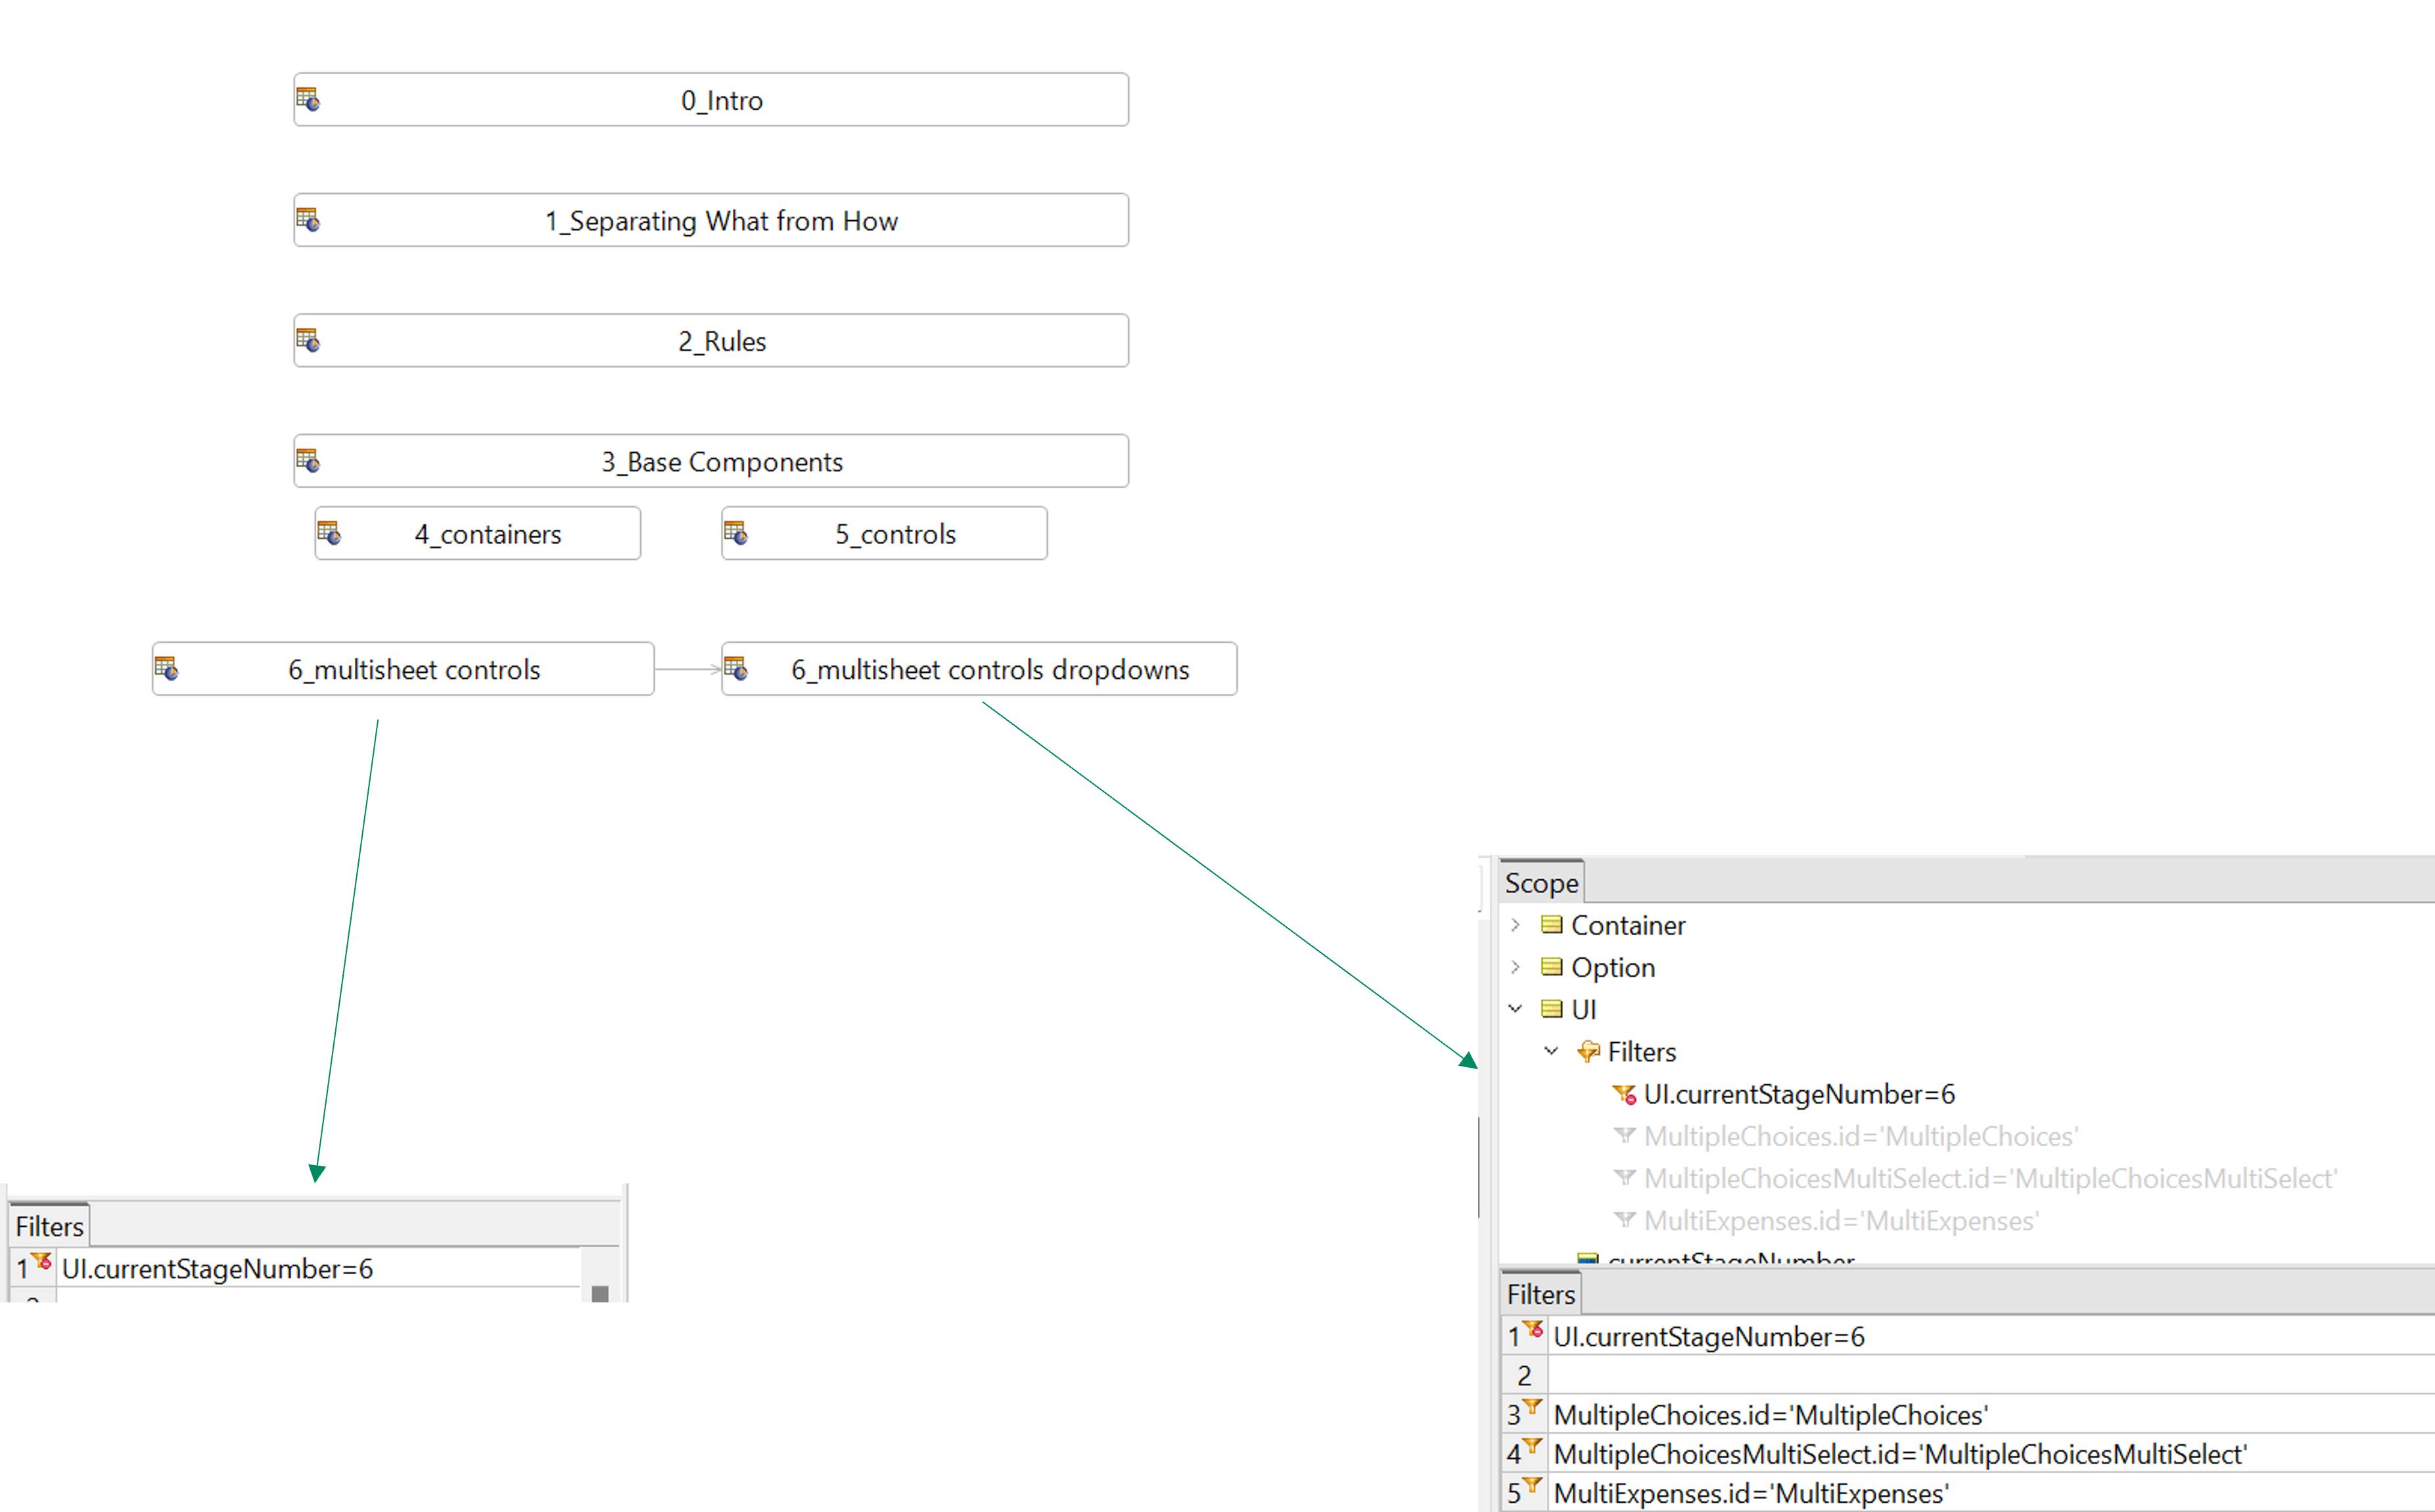 0_Intro
1_Separating What from How
2_Rules
3_Base Components
4_containers
5_controls
6_multisheet controls
6_multisheet controls dropdowns
Filters
1 UI.currentStageNumber=6
Scope
Container
Option
UI
Filters
UI.currentStageNumber=6
MultipleChoices.id='MultipleChoices'
MultipleChoicesMultiSelect.id='MultipleChoicesMultiSelect'
MultiExpenses.id='MultiExpenses'
currentStageNumber
Filters
1 UI.currentStageNumber=6
2
3 MultipleChoices.id='MultipleChoices'
4 MultipleChoicesMultiSelect.id='MultipleChoicesMultiSelect'
5 MultiExpenses.id='MultiExpenses'